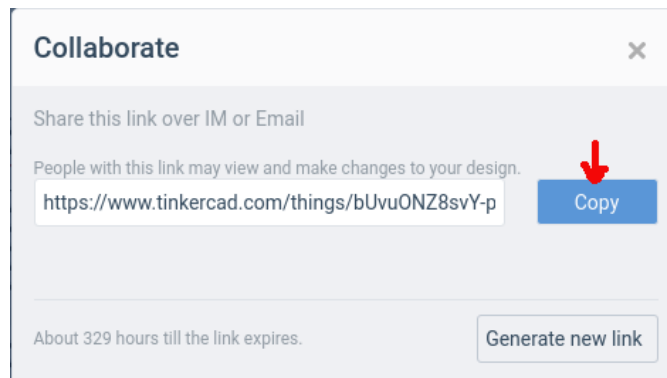 Collaborate
Share this link over IM or Email
People with this link may view and make changes to your design.
https://www.tinkercad.com/things/bUvuONZ8svY-p
Copy
About 329 hours till the link expires.
Generate new link